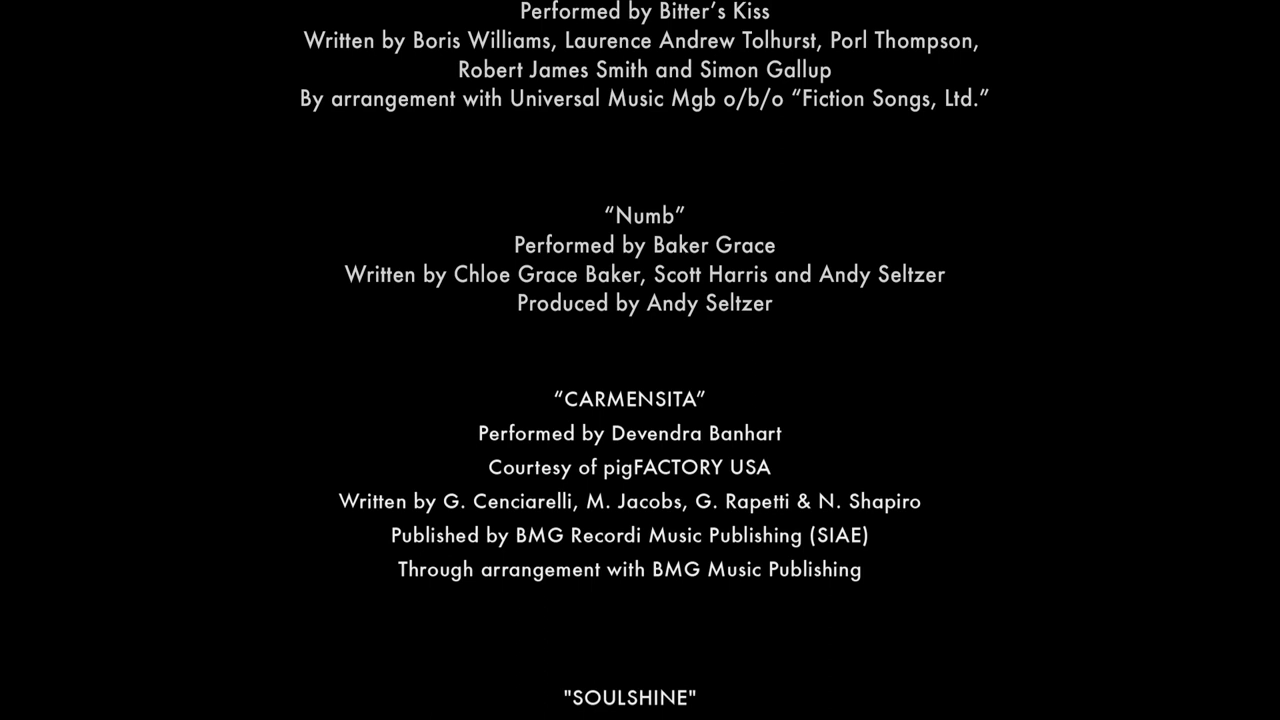 Performed by Bitter’s Kiss
Written by Boris Williams, Laurence Andrew Tolhurst, Porl Thompson,
Robert James Smith and Simon Gallup
By arrangement with Universal Music Mgb o/b/o “Fiction Songs, Ltd.”
“Numb”
Performed by Baker Grace
Written by Chloe Grace Baker, Scott Harris and Andy Seltzer
Produced by Andy Seltzer
“CARMENSITA”
Performed by Devendra Banhart
Courtesy of pigFACTORY USA
Written by G. Cenciarelli, M. Jacobs, G. Rapetti & N. Shapiro
Published by BMG Recordi Music Publishing (SIAE)
Through arrangement with BMG Music Publishing
"SOULSHINE"